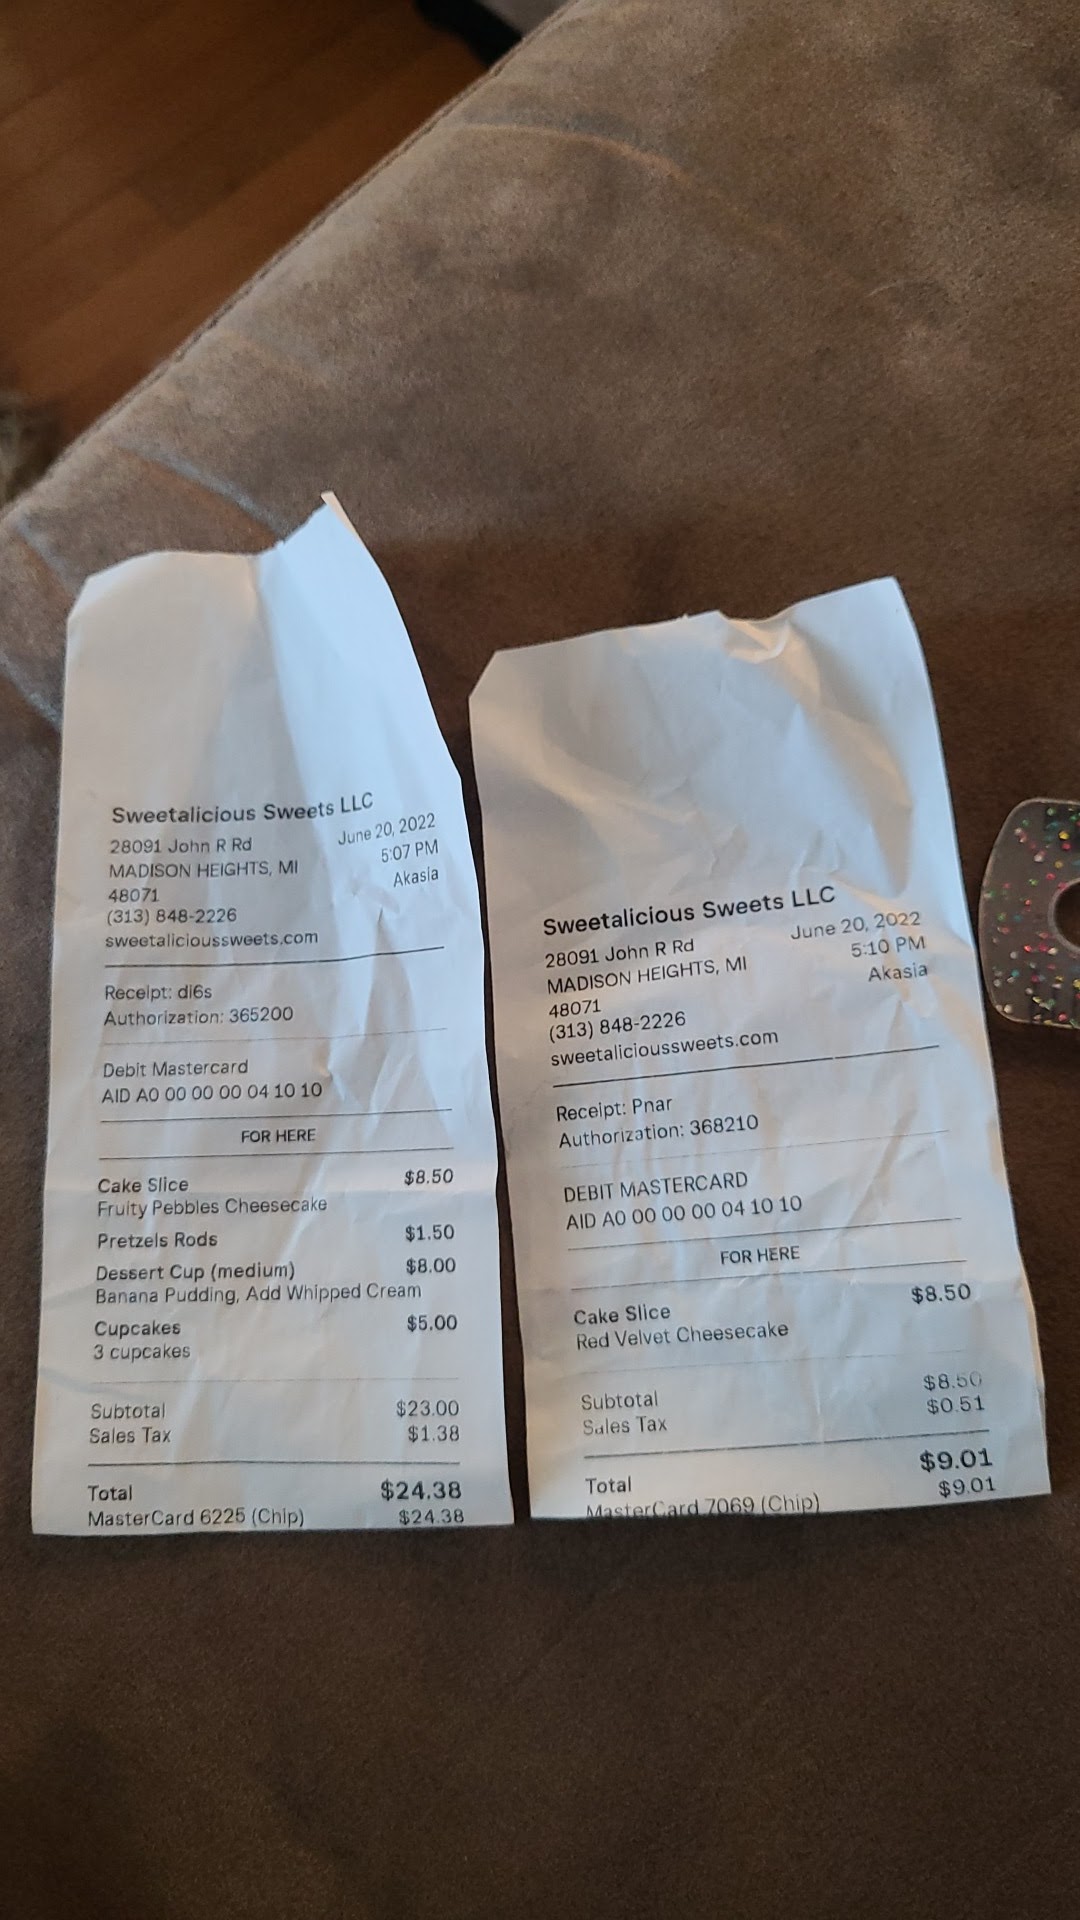 Sweetalicious Sweets LLC
28091 John R Rd
June 20, 2022
MADISON HEIGHTS, MI
5:07 PM
48071
Akasia
(313) 848-2226
sweetalicioussweets.com
Receipt: di6s
Authorization: 365200
Debit Mastercard
AID A0 00 00 00 04 10 10
FOR HERE
Cake Slice $8.50
Fruity Pebbles Cheesecake
Pretzels Rods $1.50
Dessert Cup (medium) $8.00
Banana Pudding, Add Whipped Cream
Cupcakes $5.00
3 cupcakes
Subtotal $23.00
Sales Tax $1.38
Total $24.38
MasterCard 6225 (Chip) $24.38
Sweetalicious Sweets LLC
28091 John R Rd
June 20, 2022
MADISON HEIGHTS, MI
5:10 PM
48071
Akasia
(313) 848-2226
sweetalicioussweets.com
Receipt: Pnar
Authorization: 368210
DEBIT MASTERCARD
AID A0 00 00 00 04 10 10
FOR HERE
Cake Slice $8.50
Red Velvet Cheesecake
Subtotal $8.50
Sales Tax $0.51
Total $9.01
MasterCard 7069 (Chip) $9.01